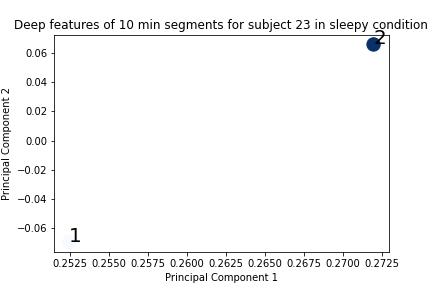 Deep features of 10 min segments for subject 23 in sleepy condition
2
0.06
0.04
0.02
0.00
−0.02
−0.04
−0.06
Principal Component 2
1
0.2525 0.2550 0.2575 0.2600 0.2625 0.2650 0.2675 0.2700 0.2725
Principal Component 1